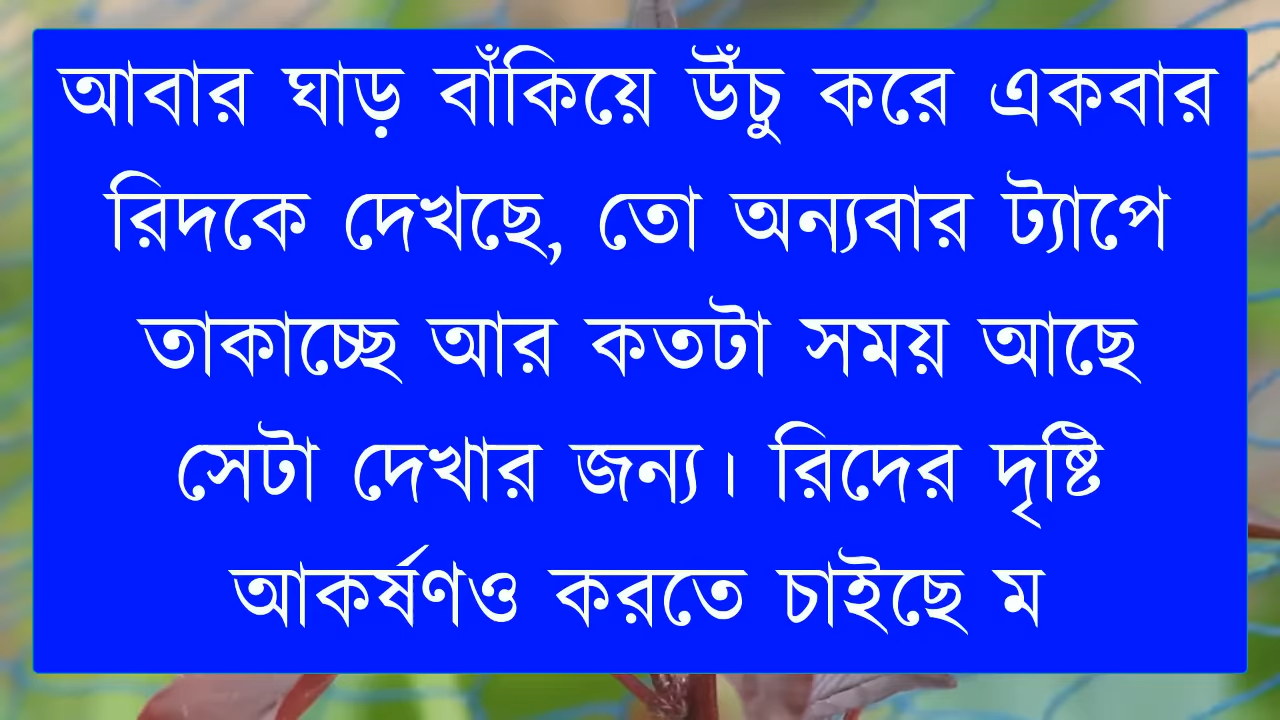 আবার ঘাড় বাঁকিয়ে উঁচু করে একবার
রিদকে দেখছে, তো অন্যবার ট্যাপে
তাকাচ্ছে আর কতটা সময় আছে
সেটা দেখার জন্য। রিদের দৃষ্টি
আকর্ষণও করতে চাইছে ম